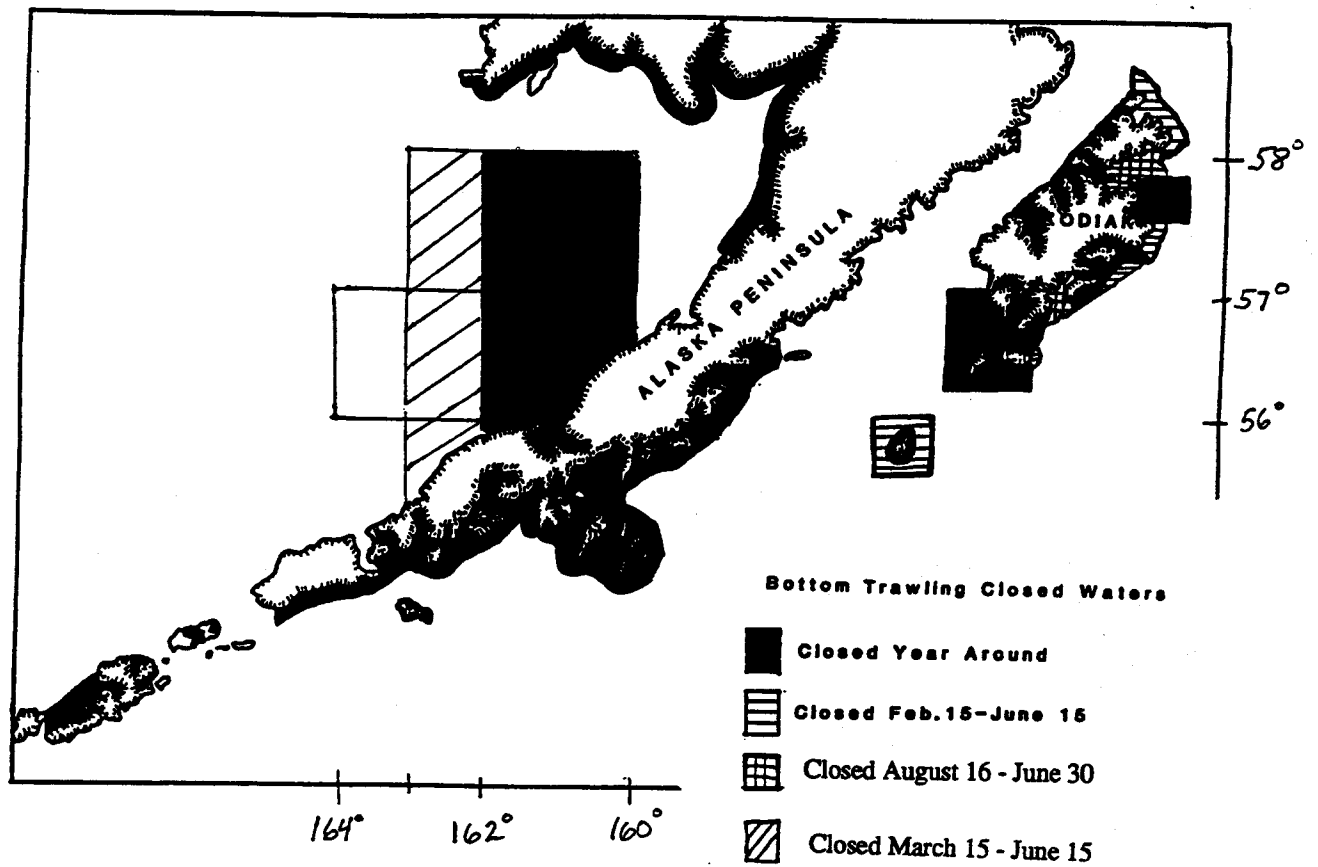 58°
KODIAK
57°
ALASKA PENINSULA
56°
Bottom Trawling Closed Waters
Closed Year Around
Closed Feb.15-June 15
Closed August 16 - June 30
Closed March 15 - June 15
164° 162° 160°